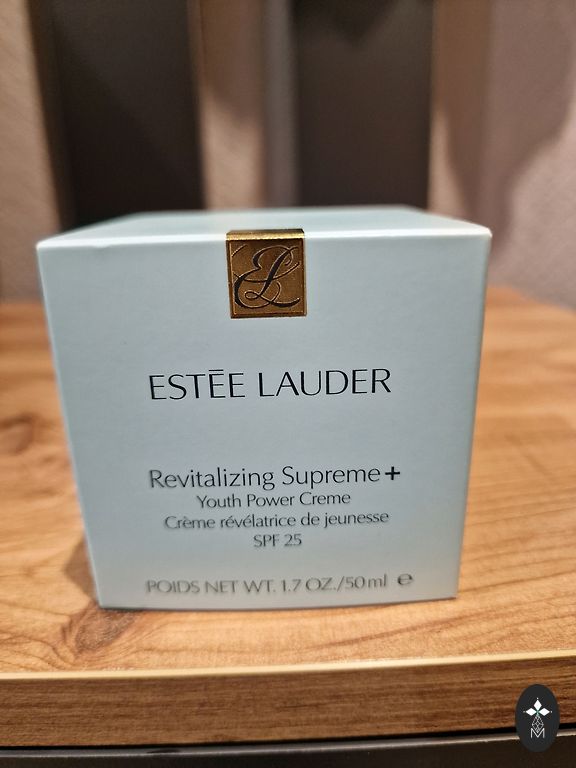 EL
ESTĒE LAUDER
Revitalizing Supreme+
Youth Power Creme
Crème révélatrice de jeunesse
SPF 25
POIDS NET WT. 1.7 OZ./50ml ℮
M